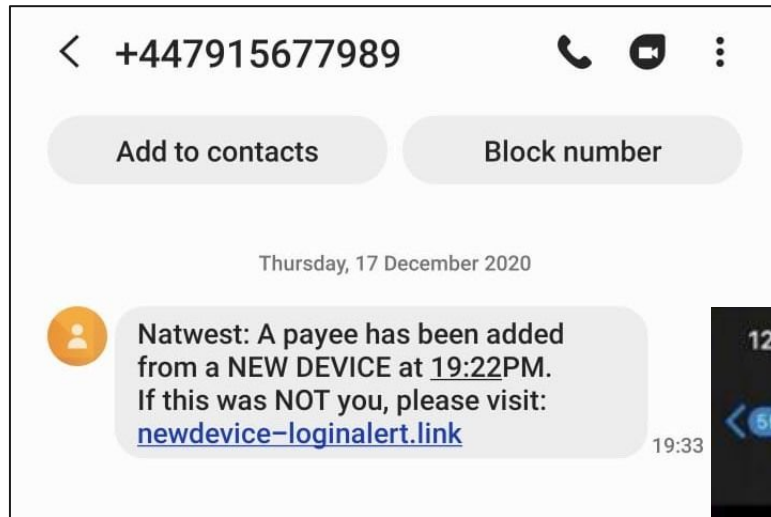 +447915677989
Add to contacts
Block number
Thursday, 17 December 2020
Natwest: A payee has been added
from a NEW DEVICE at 19:22PM.
If this was NOT you, please visit:
newdevice–loginalert.link
19:33
12